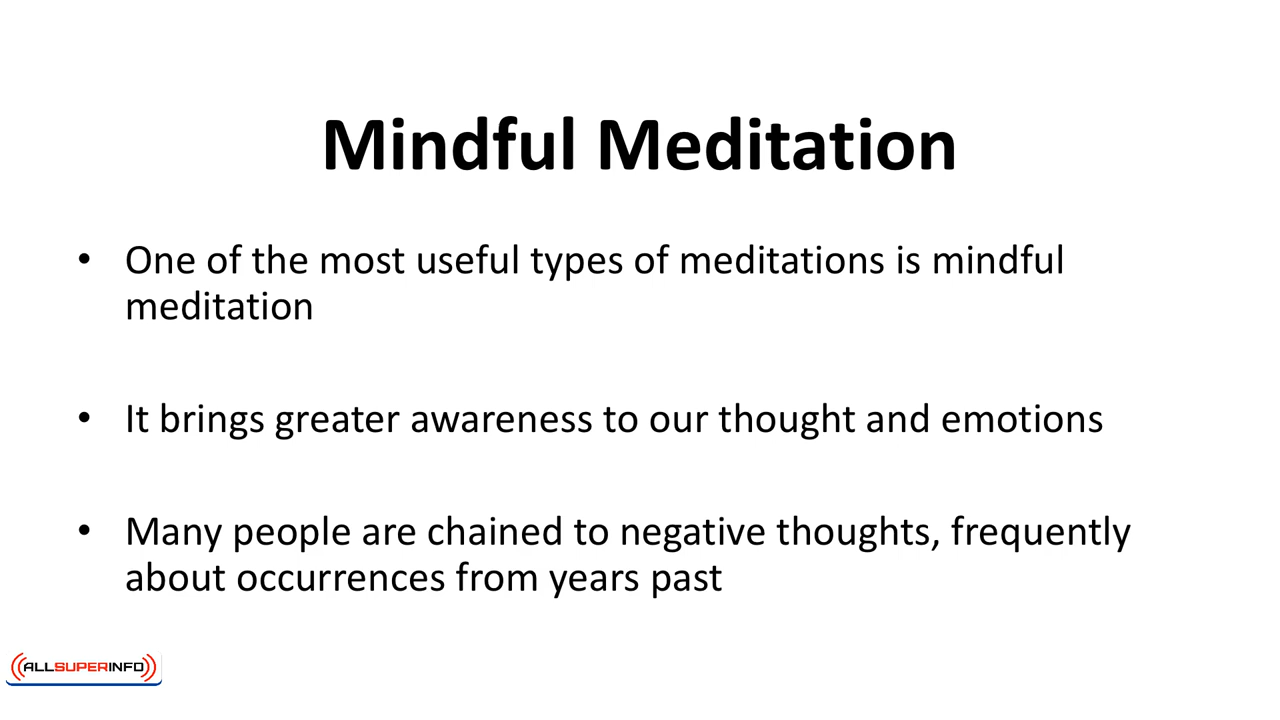 Mindful Meditation
• One of the most useful types of meditations is mindful
meditation
• It brings greater awareness to our thought and emotions
• Many people are chained to negative thoughts, frequently
about occurrences from years past
ALLSUPERINFO